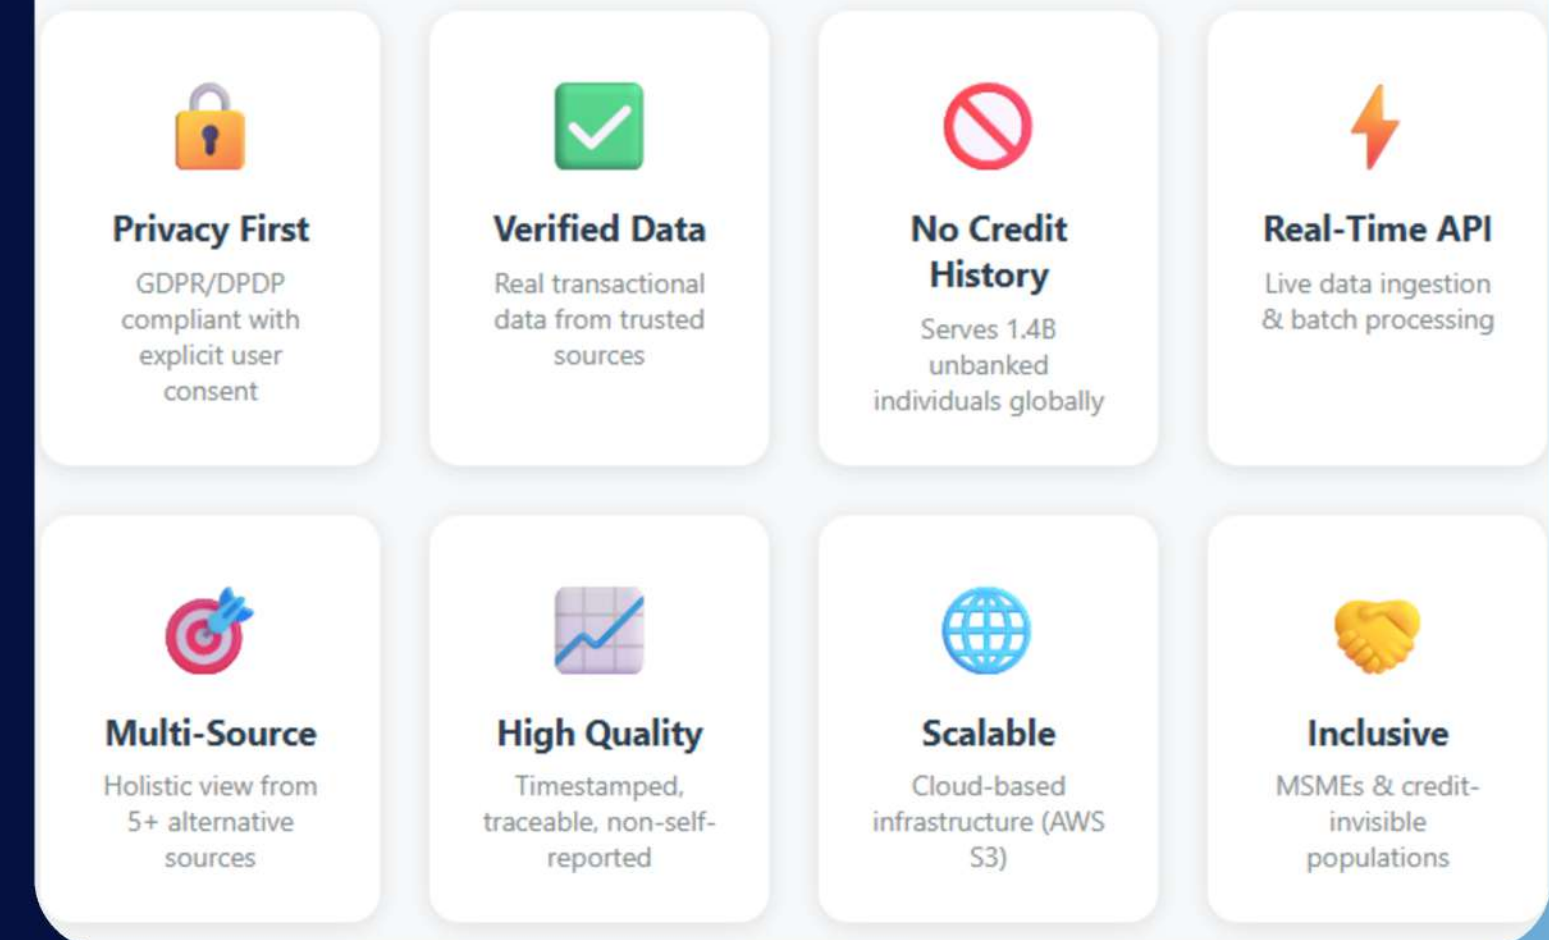 Privacy First
GDPR/DPDP
compliant with
explicit user
consent
Verified Data
Real transactional
data from trusted
sources
No Credit
History
Serves 1.4B
unbanked
individuals globally
Real-Time API
Live data ingestion
& batch processing
Multi-Source
Holistic view from
5+ alternative
sources
High Quality
Timestamped,
traceable, non-self-
reported
Scalable
Cloud-based
infrastructure (AWS
S3)
Inclusive
MSMEs & credit-
invisible
populations